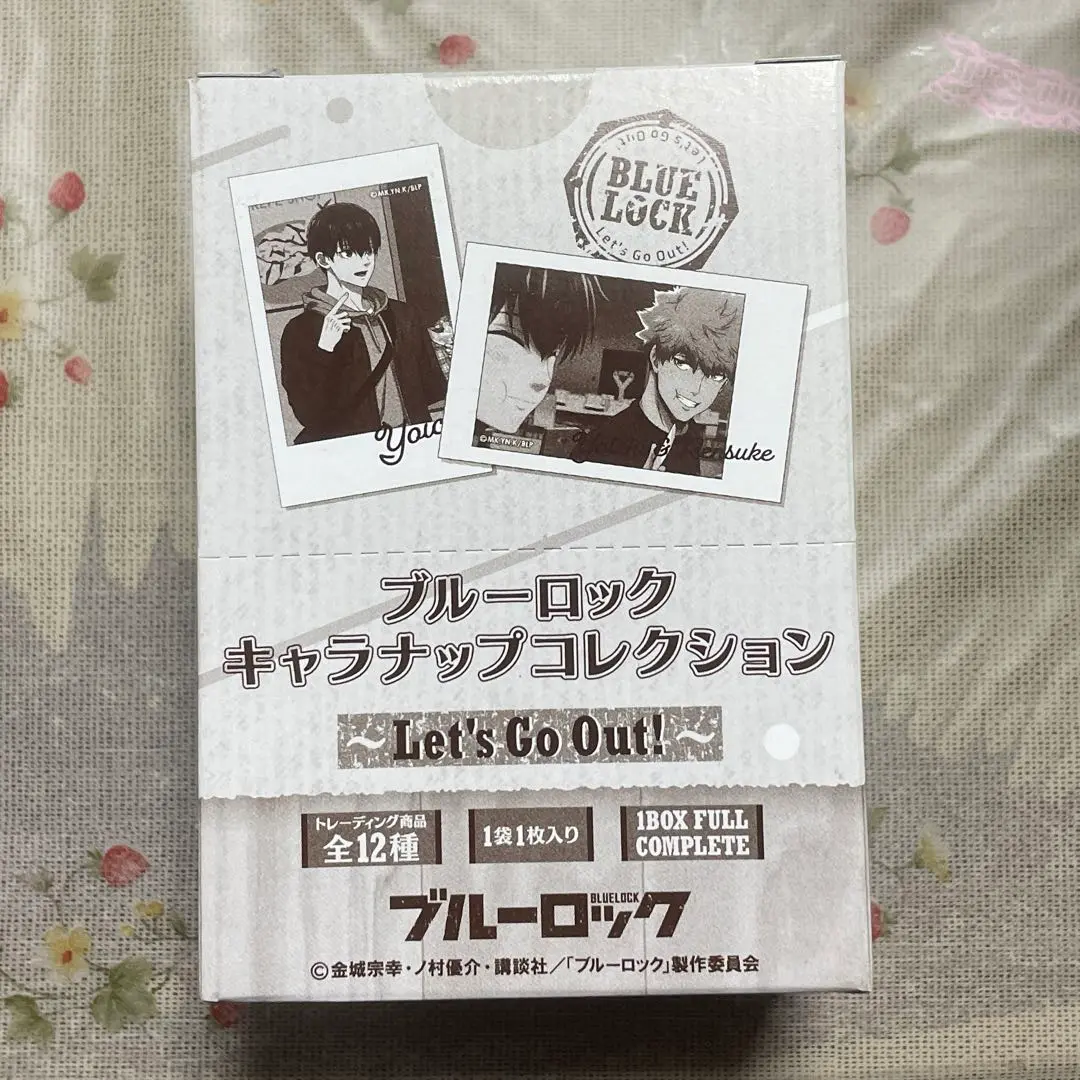 Let's Go Out!
BLUE
LOCK
Let's Go Out!
©MK,YN,K/BLP
©MK,YN,K/BLP
ブルーロック
キャラナップコレクション
~ Let's Go Out! ~
トレーディング商品
全12種
1袋1枚入り
1BOX FULL
COMPLETE
BLUELOCK
ブルーロック
©金城宗幸・ノ村優介・講談社/「ブルーロック」製作委員会